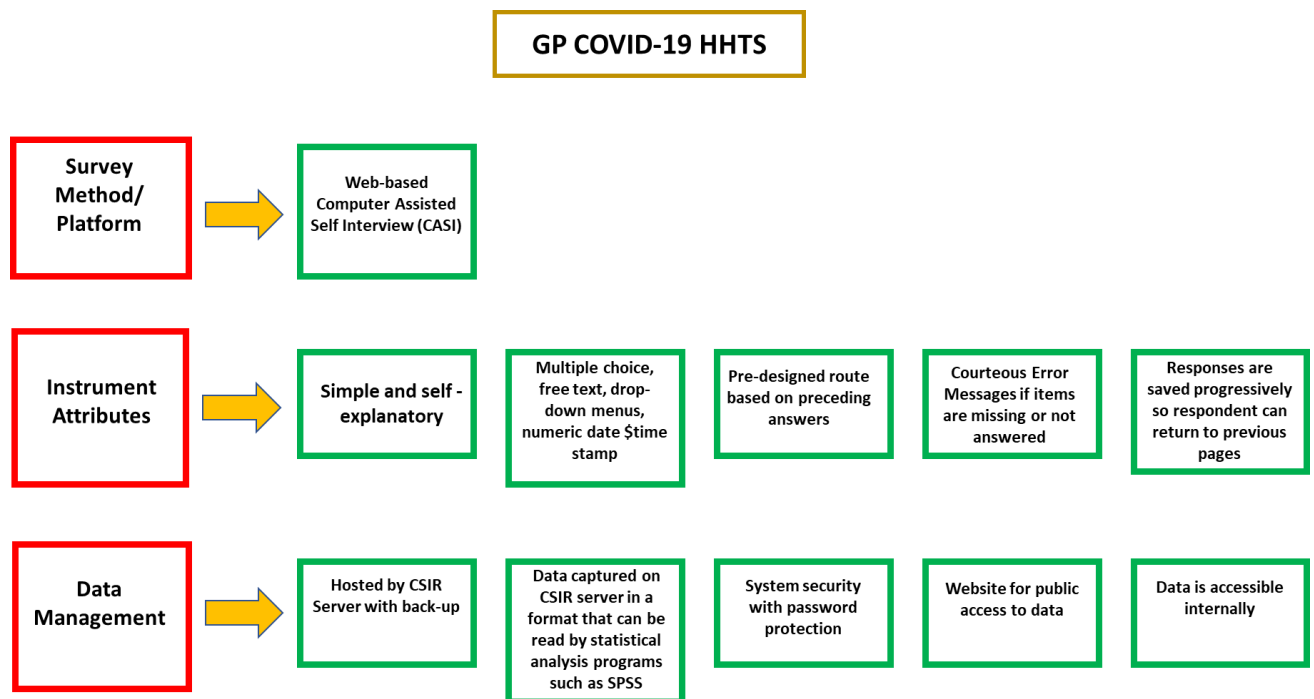 GP COVID-19 HHTS
Survey
Method/
Platform
Web-based
Computer Assisted
Self Interview (CASI)
Instrument
Attributes
Simple and self -
explanatory
Multiple choice,
free text, drop-
down menus,
numeric date $time
stamp
Pre-designed route
based on preceding
answers
Courteous Error
Messages if items
are missing or not
answered
Responses are
saved progressively
so respondent can
return to previous
pages
Data
Management
Hosted by CSIR
Server with back-up
Data captured on
CSIR server in a
format that can be
read by statistical
analysis programs
such as SPSS
System security
with password
protection
Website for public
access to data
Data is accessible
internally